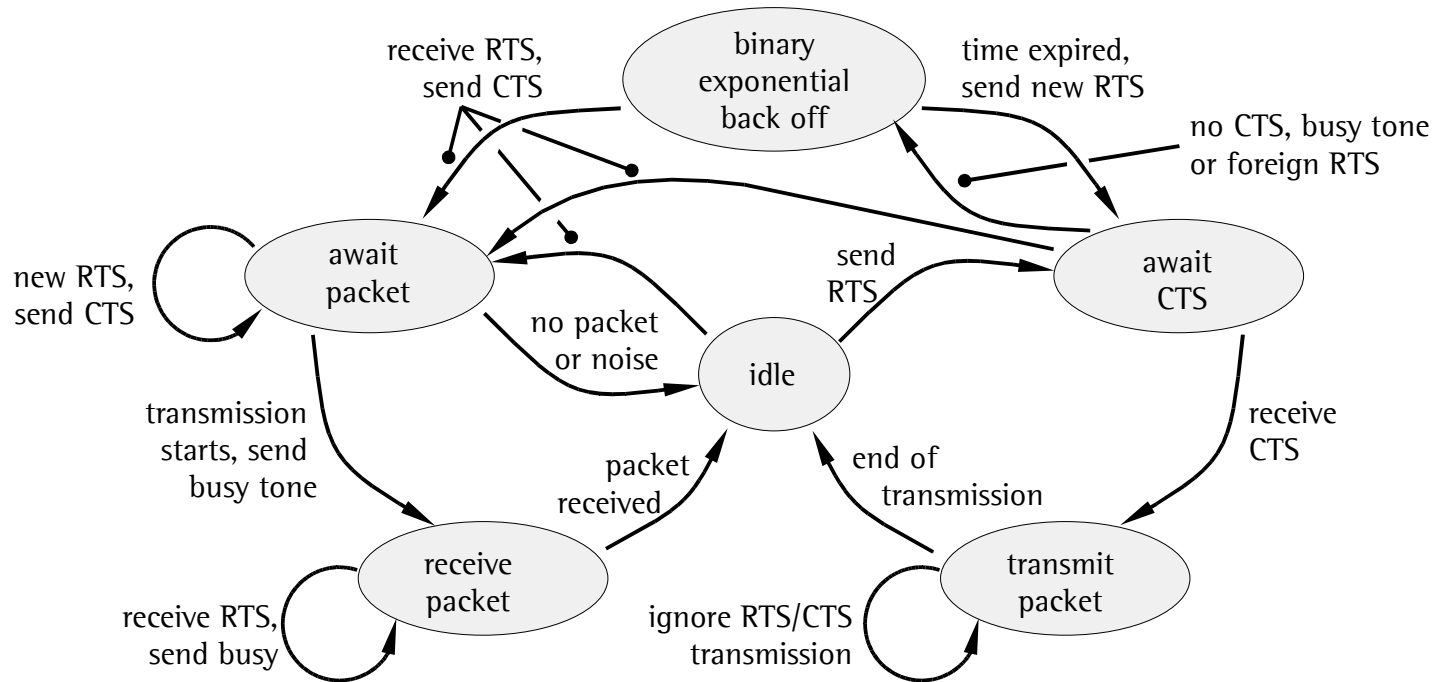 receive RTS,
send CTS
binary
exponential
back off
time expired,
send new RTS
no CTS, busy tone
or foreign RTS
new RTS,
send CTS
await
packet
send
RTS
await
CTS
no packet
or noise
idle
transmission
starts, send
busy tone
packet
received
end of
transmission
receive
CTS
receive
packet
transmit
packet
receive RTS,
send busy
ignore RTS/CTS
transmission